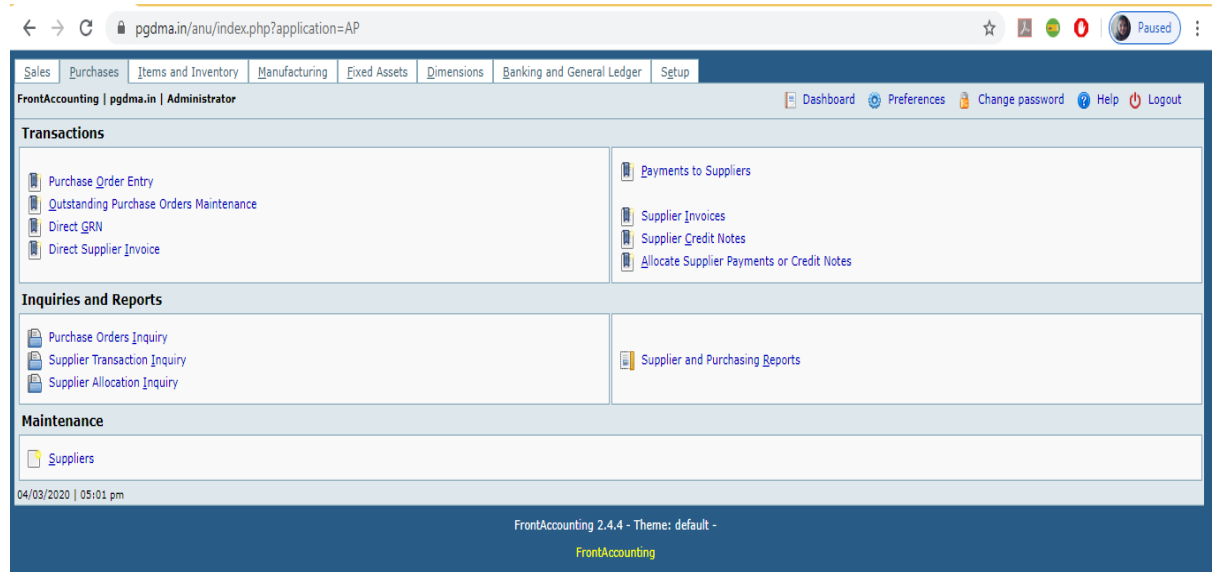 pgdma.in/anu/index.php?application=AP
Paused
Sales Purchases Items and Inventory Manufacturing Fixed Assets Dimensions Banking and General Ledger Setup
FrontAccounting | pgdma.in | Administrator Dashboard Preferences Change password Help Logout
Transactions
Purchase Order Entry
Outstanding Purchase Orders Maintenance
Direct GRN
Direct Supplier Invoice
Payments to Suppliers
Supplier Invoices
Supplier Credit Notes
Allocate Supplier Payments or Credit Notes
Inquiries and Reports
Purchase Orders Inquiry
Supplier Transaction Inquiry
Supplier Allocation Inquiry
Supplier and Purchasing Reports
Maintenance
Suppliers
04/03/2020 | 05:01 pm
FrontAccounting 2.4.4 - Theme: default -
FrontAccounting